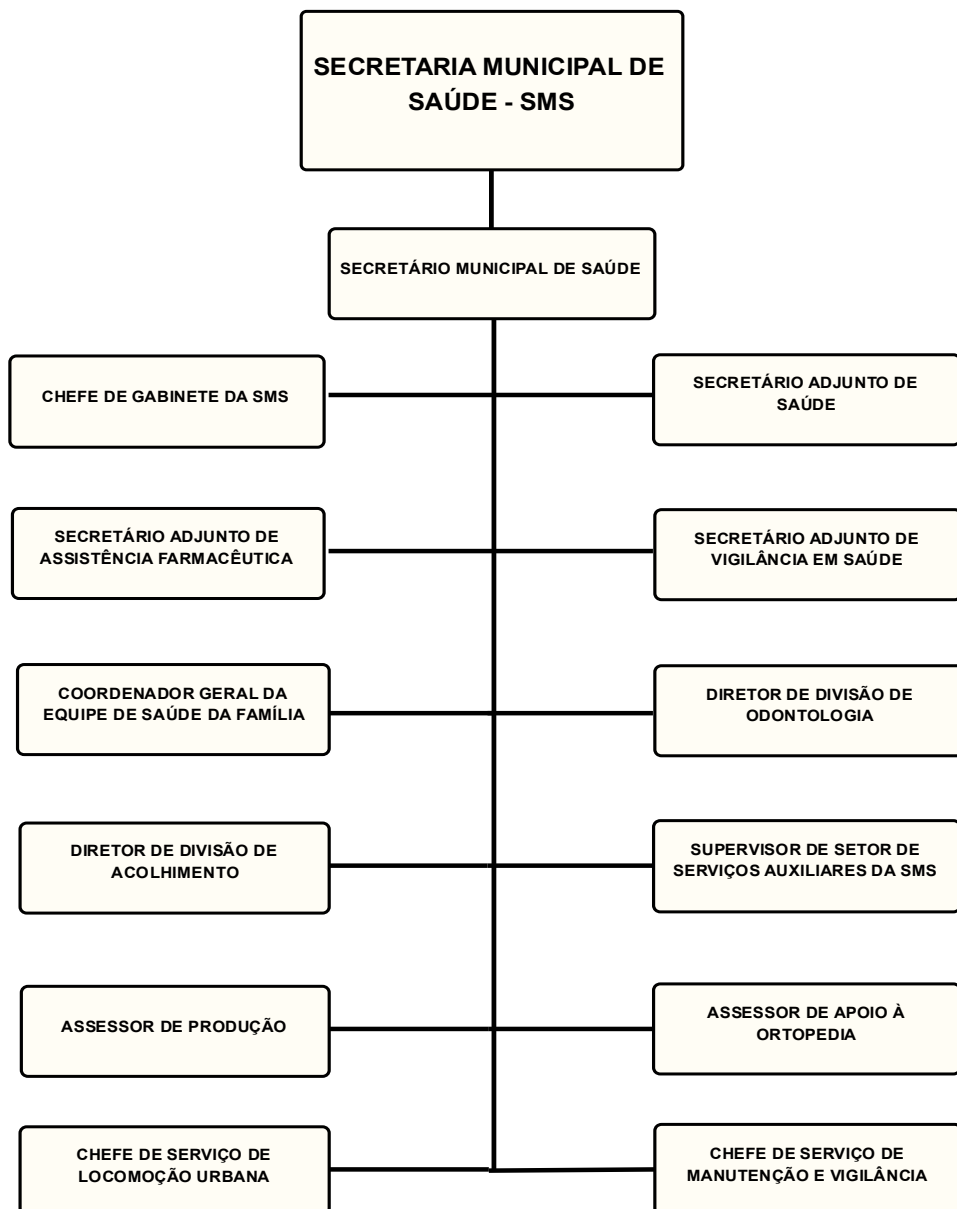 SECRETARIA MUNICIPAL DE
SAÚDE - SMS
SECRETÁRIO MUNICIPAL DE SAÚDE
CHEFE DE GABINETE DA SMS
SECRETÁRIO ADJUNTO DE
SAÚDE
SECRETÁRIO ADJUNTO DE
ASSISTÊNCIA FARMACÊUTICA
SECRETÁRIO ADJUNTO DE
VIGILÂNCIA EM SAÚDE
COORDENADOR GERAL DA
EQUIPE DE SAÚDE DA FAMÍLIA
DIRETOR DE DIVISÃO DE
ODONTOLOGIA
DIRETOR DE DIVISÃO DE
ACOLHIMENTO
SUPERVISOR DE SETOR DE
SERVIÇOS AUXILIARES DA SMS
ASSESSOR DE PRODUÇÃO
ASSESSOR DE APOIO À
ORTOPEDIA
CHEFE DE SERVIÇO DE
LOCOMOÇÃO URBANA
CHEFE DE SERVIÇO DE
MANUTENÇÃO E VIGILÂNCIA